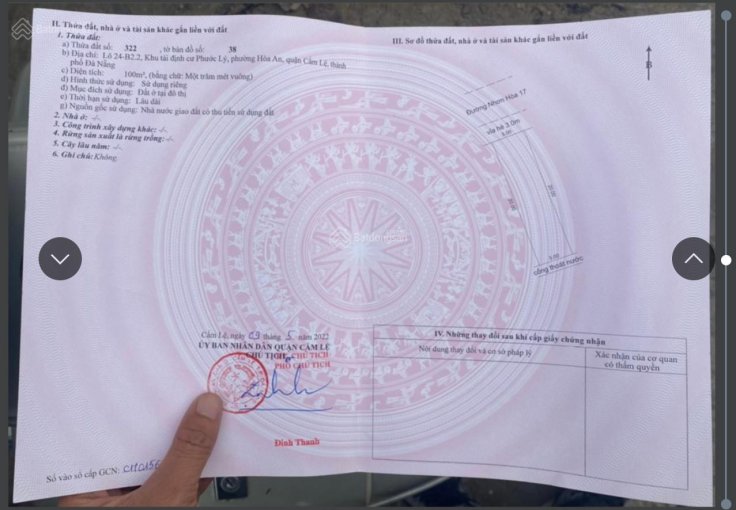 II. Thửa đất, nhà ở và tài sản khác gắn liền với đất
1. Thửa đất:
a) Thửa đất số: 322 , tờ bản đồ số: 38
b) Địa chỉ: Lô 24-B2.2, Khu tái định cư Phước Lý, phường Hòa An, quận Cẩm Lệ, thành
phố Đà Nẵng
c) Diện tích: 100m², (bằng chữ: Một trăm mét vuông)
d) Hình thức sử dụng: Sử dụng riêng
đ) Mục đích sử dụng: Đất ở tại đô thị
e) Thời hạn sử dụng: Lâu dài
g) Nguồn gốc sử dụng: Nhà nước giao đất có thu tiền sử dụng đất
2. Nhà ở: -/-
3. Công trình xây dựng khác: -/-
4. Rừng sản xuất là rừng trồng: -/-
5. Cây lâu năm: -/-
6. Ghi chú: Không
III. Sơ đồ thửa đất, nhà ở và tài sản khác gắn liền với đất
B
Đường Nhơn Hòa 17
vỉa hè 3.0m
5.00
20.00
20.00
5.00
cống thoát nước
Batdongsan
Cẩm Lệ, ngày 09 tháng 5 năm 2022
ỦY BAN NHÂN DÂN QUẬN CẨM LỆ
CHỦ TỊCH
PHÓ CHỦ TỊCH
Đinh Thanh
Số vào sổ cấp GCN:
IV. Những thay đổi sau khi cấp giấy chứng nhận
Nội dung thay đổi và cơ sở pháp lý
Xác nhận của cơ quan
có thẩm quyền